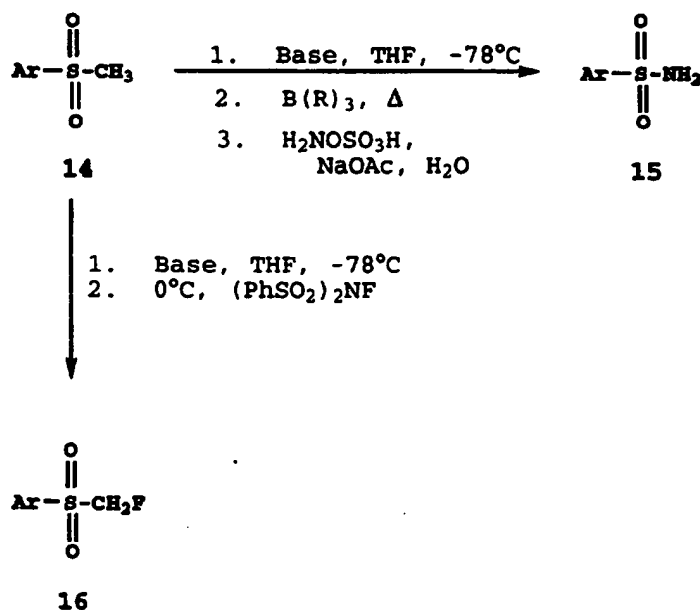 O
Ar-S-CH₃
O
14
1. Base, THF, -78°C
2. B(R)₃, Δ
3. H₂NOSO₃H,
NaOAc, H₂O
O
Ar-S-NH₂
O
15
1. Base, THF, -78°C
2. 0°C, (PhSO₂)₂NF
O
Ar-S-CH₂F
O
16